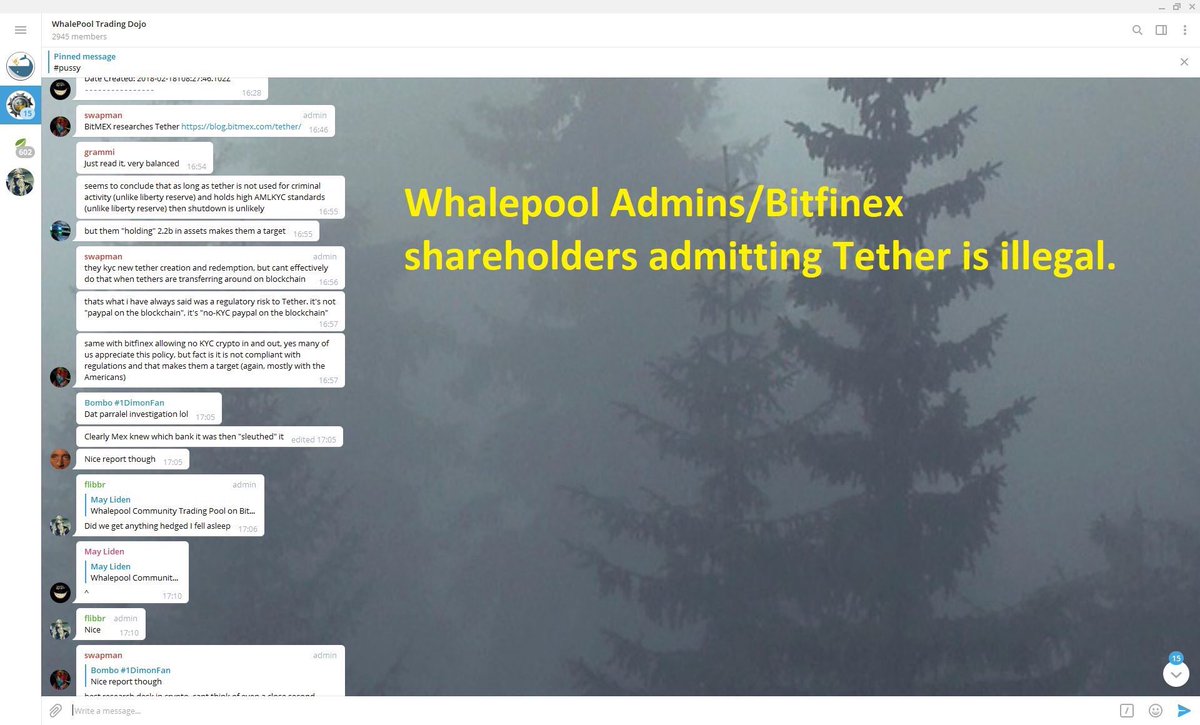 WhalePool Trading Dojo
2945 members
Pinned message
#pussy
Date Created: 2018-02-18T08:27:46.102Z
----------------
16:28
swapman admin
BitMEX researches Tether https://blog.bitmex.com/tether/ 16:46
grammi
Just read it, very balanced 16:54
seems to conclude that as long as tether is not used for criminal
activity (unlike liberty reserve) and holds high AMLKYC standards
(unlike liberty reserve) then shutdown is unlikely 16:55
but them "holding" 2.2b in assets makes them a target 16:55
swapman admin
they kyc new tether creation and redemption, but cant effectively
do that when tethers are transferring around on blockchain 16:56
thats what i have always said was a regulatory risk to Tether. it's not
"paypal on the blockchain", it's "no-KYC paypal on the blockchain"
16:57
same with bitfinex allowing no KYC crypto in and out, yes many of
us appreciate this policy, but fact is it is not compliant with
regulations and that makes them a target (again, mostly with the
Americans) 16:57
Bombo #1DimonFan
Dat parralel investigation lol 17:05
Clearly Mex knew which bank it was then "sleuthed" it edited 17:05
Nice report though 17:05
flibbr admin
May Liden
Whalepool Community Trading Pool on Bit...
Did we get anything hedged I fell asleep 17:06
May Liden
May Liden
Whalepool Communit...
^
17:10
flibbr admin
Nice 17:10
swapman admin
Bombo #1DimonFan
Nice report though
best research desk in crypto, cant think of even a close second
Write a message...
Whalepool Admins/Bitfinex
shareholders admitting Tether is illegal.
15
602
15